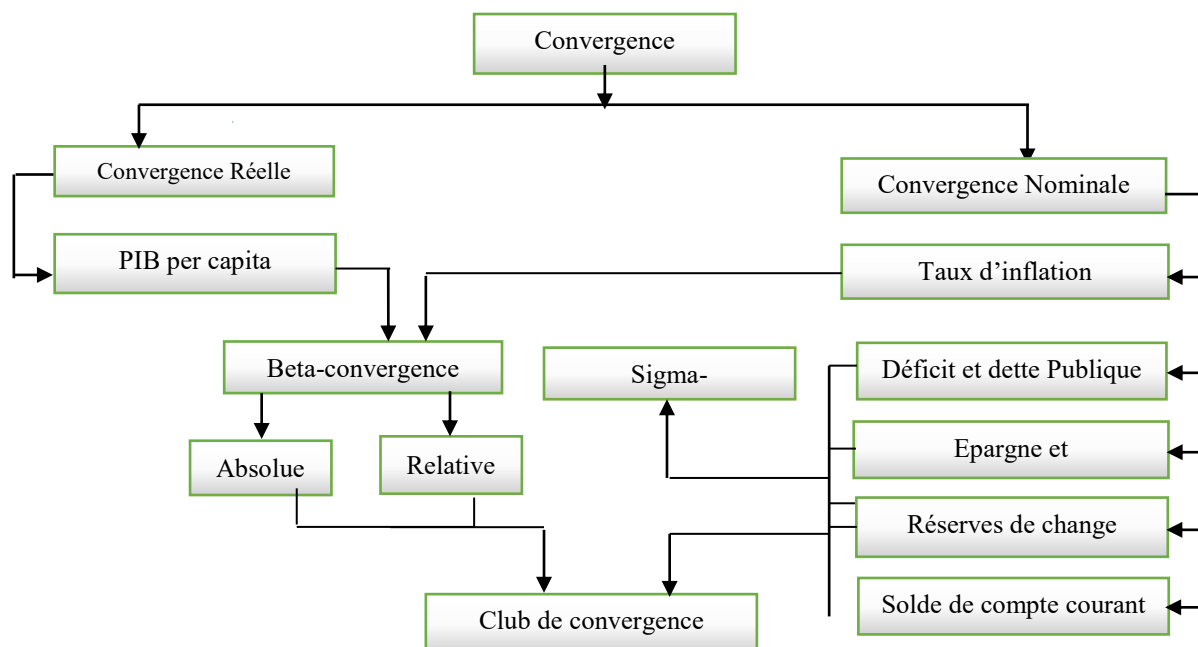 Convergence
Convergence Réelle
Convergence Nominale
PIB per capita
Taux d’inflation
Beta-convergence
Sigma-
Déficit et dette Publique
Absolue
Relative
Epargne et
Réserves de change
Club de convergence
Solde de compte courant